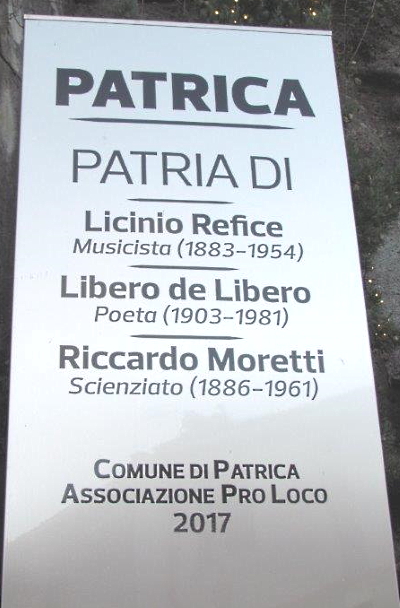 PATRICA
PATRIA DI
Licinio Refice
Musicista (1883-1954)
Libero de Libero
Poeta (1903-1981)
Riccardo Moretti
Scienziato (1886-1961)
COMUNE DI PATRICA
ASSOCIAZIONE PRO LOCO
2017